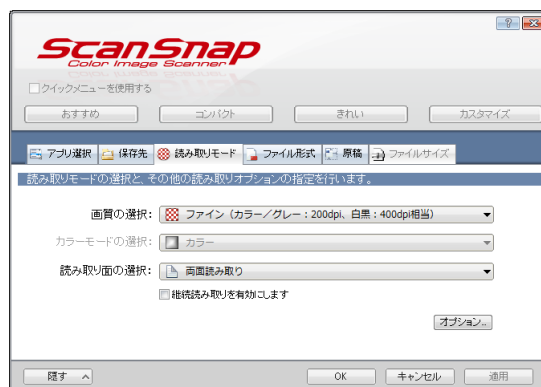 ScanSnap
Color Image Scanner
クイックメニューを使用する
おすすめ コンパクト きれい カスタマイズ
アプリ選択 保存先 読み取りモード ファイル形式 原稿 ファイルサイズ
読み取りモードの選択と、その他の読み取りオプションの指定を行います。
画質の選択: ファイン（カラー／グレー：200dpi、白黒：400dpi相当）
カラーモードの選択: カラー
読み取り面の選択: 両面読み取り
継続読み取りを有効にします
オプション..
隠す OK キャンセル 適用